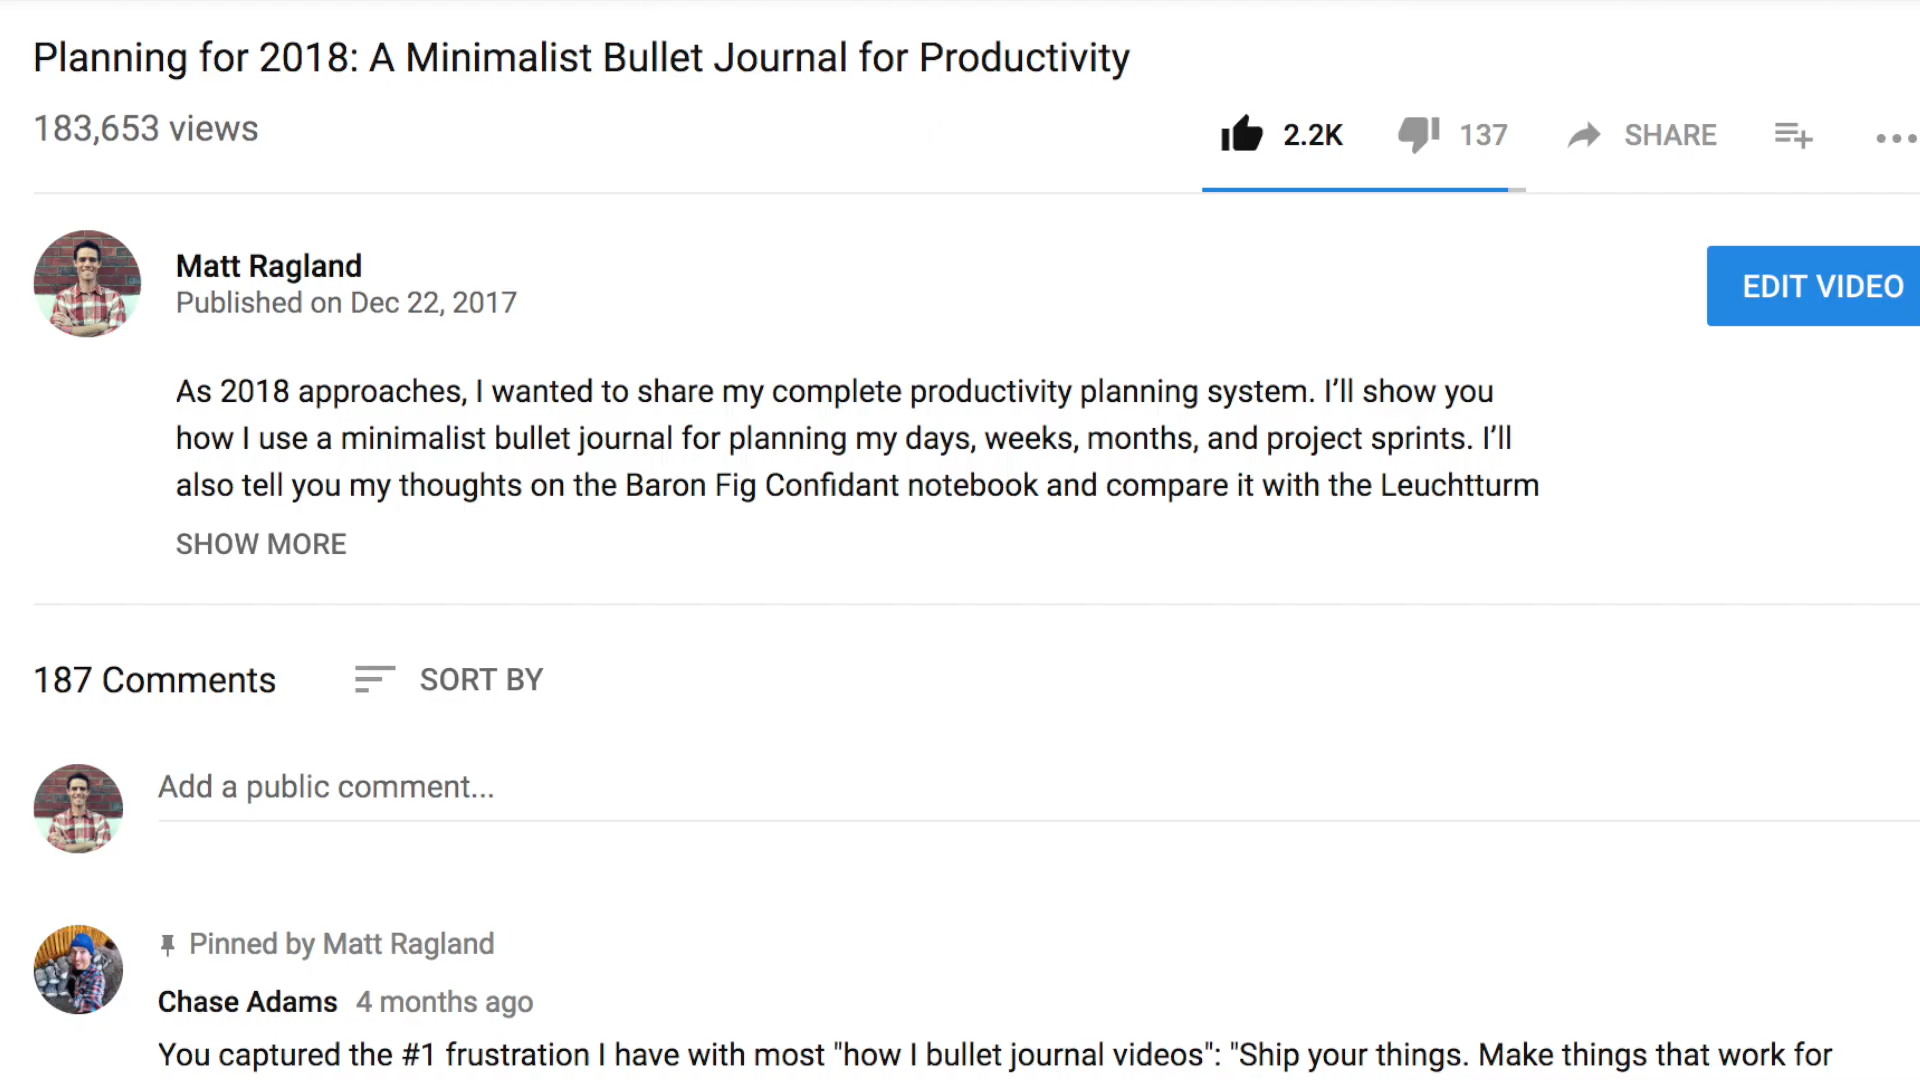 Planning for 2018: A Minimalist Bullet Journal for Productivity
183,653 views
2.2K 137 SHARE
Matt Ragland
Published on Dec 22, 2017
EDIT VIDEO
As 2018 approaches, I wanted to share my complete productivity planning system. I’ll show you
how I use a minimalist bullet journal for planning my days, weeks, months, and project sprints. I’ll
also tell you my thoughts on the Baron Fig Confidant notebook and compare it with the Leuchtturm
SHOW MORE
187 Comments SORT BY
Add a public comment...
Pinned by Matt Ragland
Chase Adams 4 months ago
You captured the #1 frustration I have with most "how I bullet journal videos": "Ship your things. Make things that work for